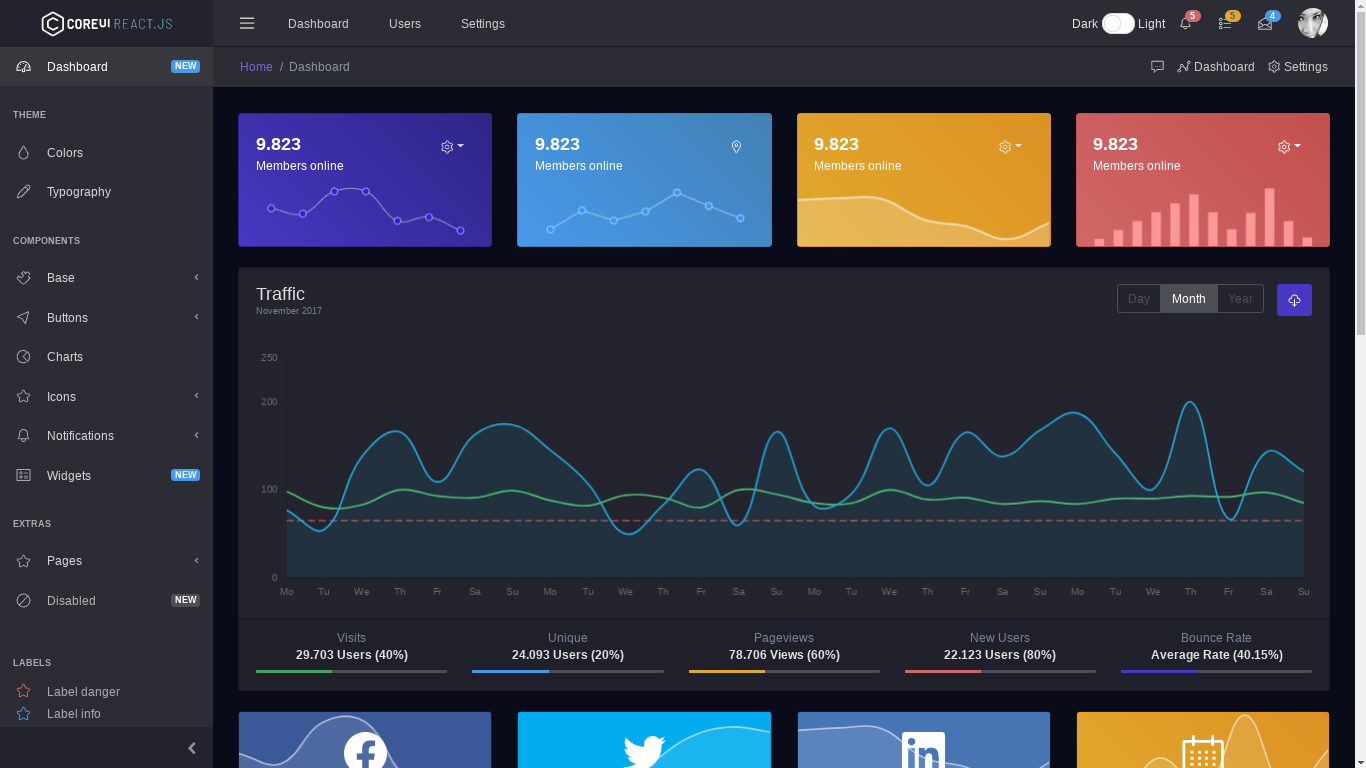 COREUI REACT.JS
Dashboard Users Settings
Dark Light 5 5 4
Dashboard NEW
Home / Dashboard
Dashboard Settings
THEME
Colors
Typography
COMPONENTS
Base
Buttons
Charts
Icons
Notifications
Widgets NEW
EXTRAS
Pages
Disabled NEW
LABELS
Label danger
Label info
9.823
Members online
9.823
Members online
9.823
Members online
9.823
Members online
Traffic
November 2017
Day Month Year
250
200
100
0
Mo Tu We Th Fr Sa Su Mo Tu We Th Fr Sa Su Mo Tu We Th Fr Sa Su Mo Tu We Th Fr Sa Su
Visits
29.703 Users (40%)
Unique
24.093 Users (20%)
Pageviews
78.706 Views (60%)
New Users
22.123 Users (80%)
Bounce Rate
Average Rate (40.15%)
in